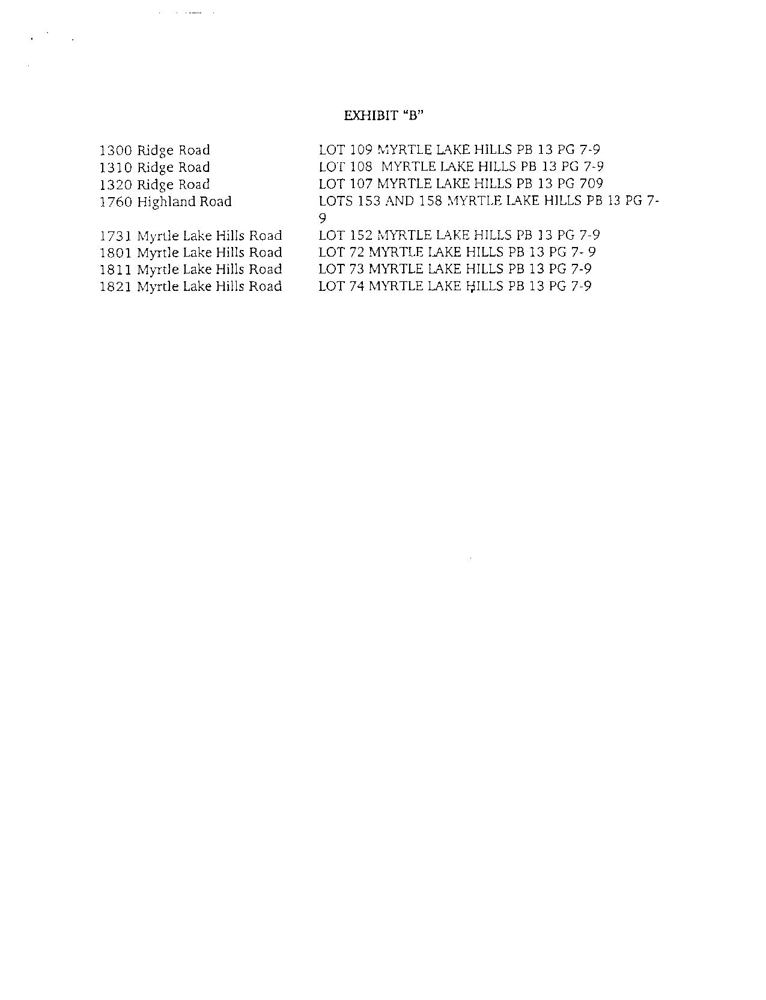 EXHIBIT “B”
1300 Ridge Road LOT 109 MYRTLE LAKE HILLS PB 13 PG 7-9
1310 Ridge Road LOT 108 MYRTLE LAKE HILLS PB 13 PG 7-9
1320 Ridge Road LOT 107 MYRTLE LAKE HILLS PB 13 PG 709
1760 Highland Road LOTS 153 AND 158 MYRTLE LAKE HILLS PB 13 PG 7-
9
1731 Myrtle Lake Hills Road LOT 152 MYRTLE LAKE HILLS PB 13 PG 7-9
1801 Myrtle Lake Hills Road LOT 72 MYRTLE LAKE HILLS PB 13 PG 7- 9
1811 Myrtle Lake Hills Road LOT 73 MYRTLE LAKE HILLS PB 13 PG 7-9
1821 Myrtle Lake Hills Road LOT 74 MYRTLE LAKE HILLS PB 13 PG 7-9